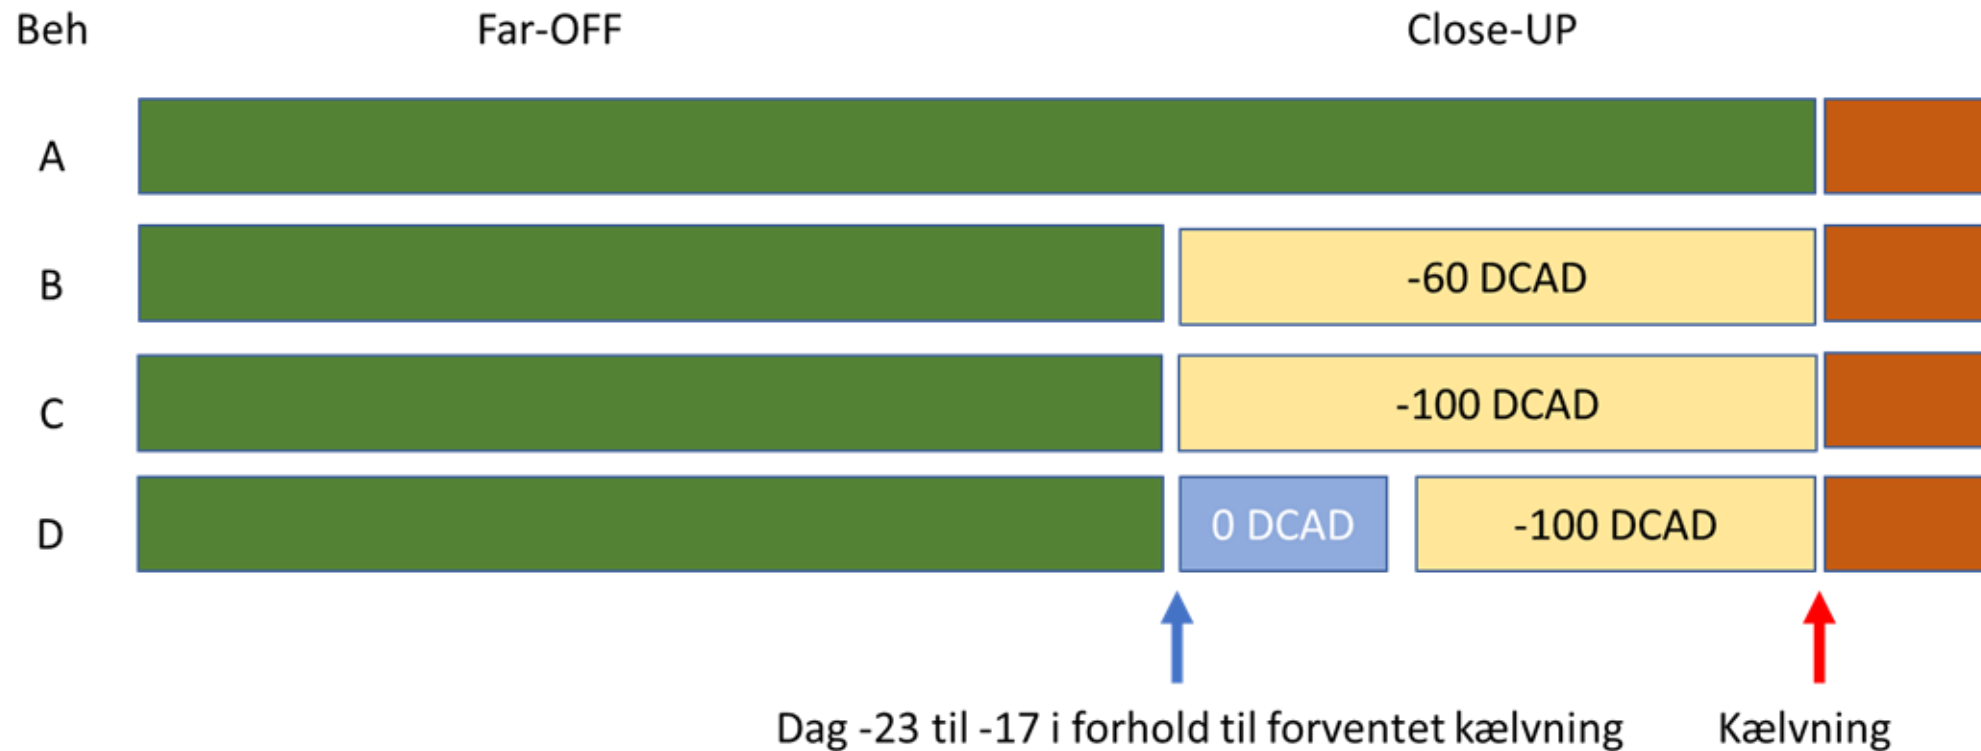 Beh Far-OFF Close-UP
A
B -60 DCAD
C -100 DCAD
D 0 DCAD -100 DCAD
Dag -23 til -17 i forhold til forventet kælvning Kælvning